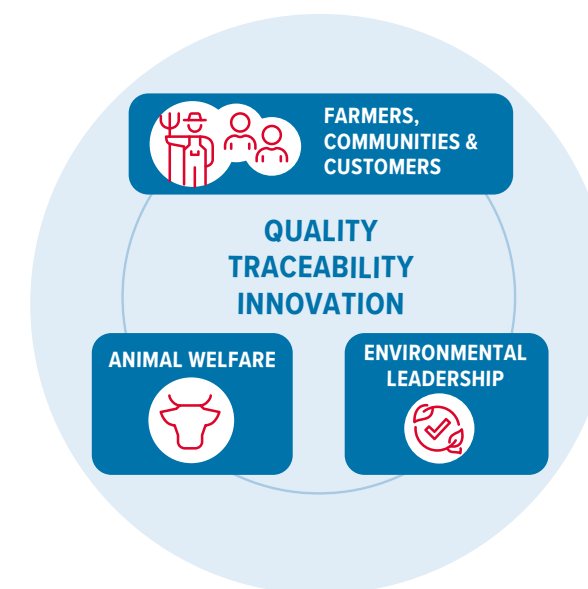 FARMERS,
COMMUNITIES &
CUSTOMERS
QUALITY
TRACEABILITY
INNOVATION
ANIMAL WELFARE
ENVIRONMENTAL
LEADERSHIP